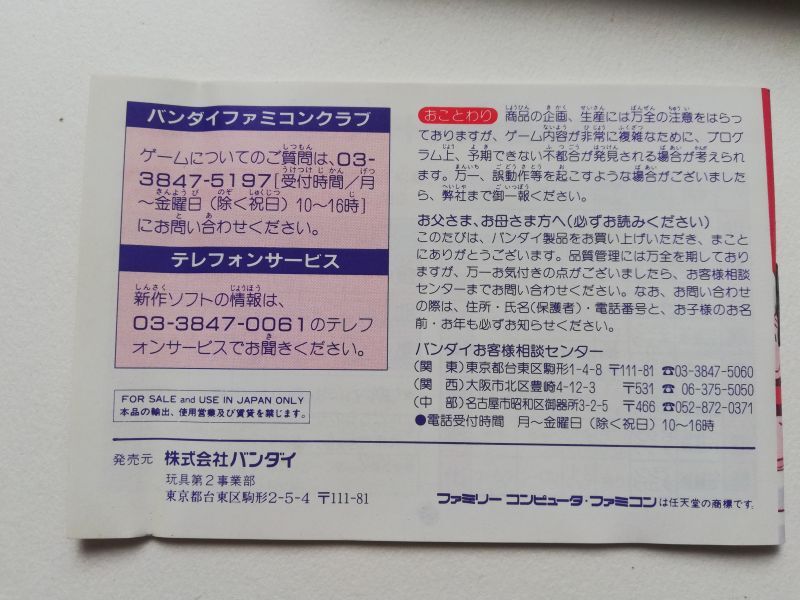 バンダイファミコンクラブ
ゲームについてのご質問は、03-
3847-5197[受付時間/月
〜金曜日(除く祝日)10〜16時]
にお問い合わせください。
テレフォンサービス
新作ソフトの情報は、
03-3847-0061のテレフ
ォンサービスでお聞きください。
FOR SALE and USE IN JAPAN ONLY
本品の輸出、使用営業及び賃貸を禁じます。
おことわり 商品の企画、生産には万全の注意をはらっ
ておりますが、ゲーム内容が非常に複雑なために、プログ
ラム上、予期できない不都合が発見される場合が考えられ
ます。万一、誤動作等を起こすような場合がございました
ら、弊社まで御一報ください。
お父さま、お母さま方へ(必ずお読みください)
このたびは、バンダイ製品をお買い上げいただき、まこと
にありがとうございます。品質管理には万全を期しており
ますが、万一お気付きの点がございましたら、お客様相談
センターまでお問い合わせください。なお、お問い合わせ
の際は、住所・氏名(保護者)・電話番号と、お子様のお名
前・お年も必ずお知らせください。
バンダイお客様相談センター
(関 東)東京都台東区駒形1-4-8 〒111-81 ☎03-3847-5060
(関 西)大阪市北区豊崎4-12-3 〒531 ☎06-375-5050
(中 部)名古屋市昭和区御器所3-2-5 〒466 ☎052-872-0371
●電話受付時間 月〜金曜日(除く祝日)10〜16時
発売元 株式会社バンダイ
玩具第2事業部
東京都台東区駒形2-5-4 〒111-81
ファミリー コンピュータ・ファミコンは任天堂の商標です。